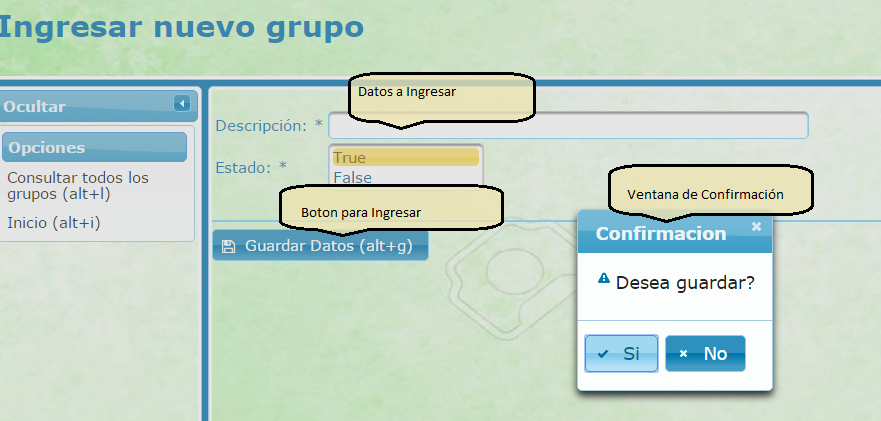 Ingresar nuevo grupo
Ocultar
Opciones
Consultar todos los
grupos (alt+l)
Inicio (alt+i)
Datos a Ingresar
Descripción: *
Estado: *
True
False
Boton para Ingresar
Guardar Datos (alt+g)
Ventana de Confirmación
Confirmacion
Desea guardar?
Si
No